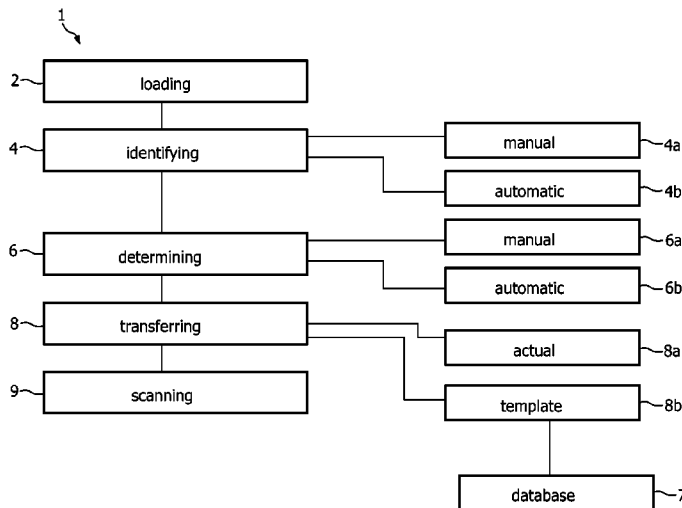 1
2 loading
4 identifying
manual 4a
automatic 4b
6 determining
manual 6a
automatic 6b
8 transferring
actual 8a
9 scanning
template 8b
database 7